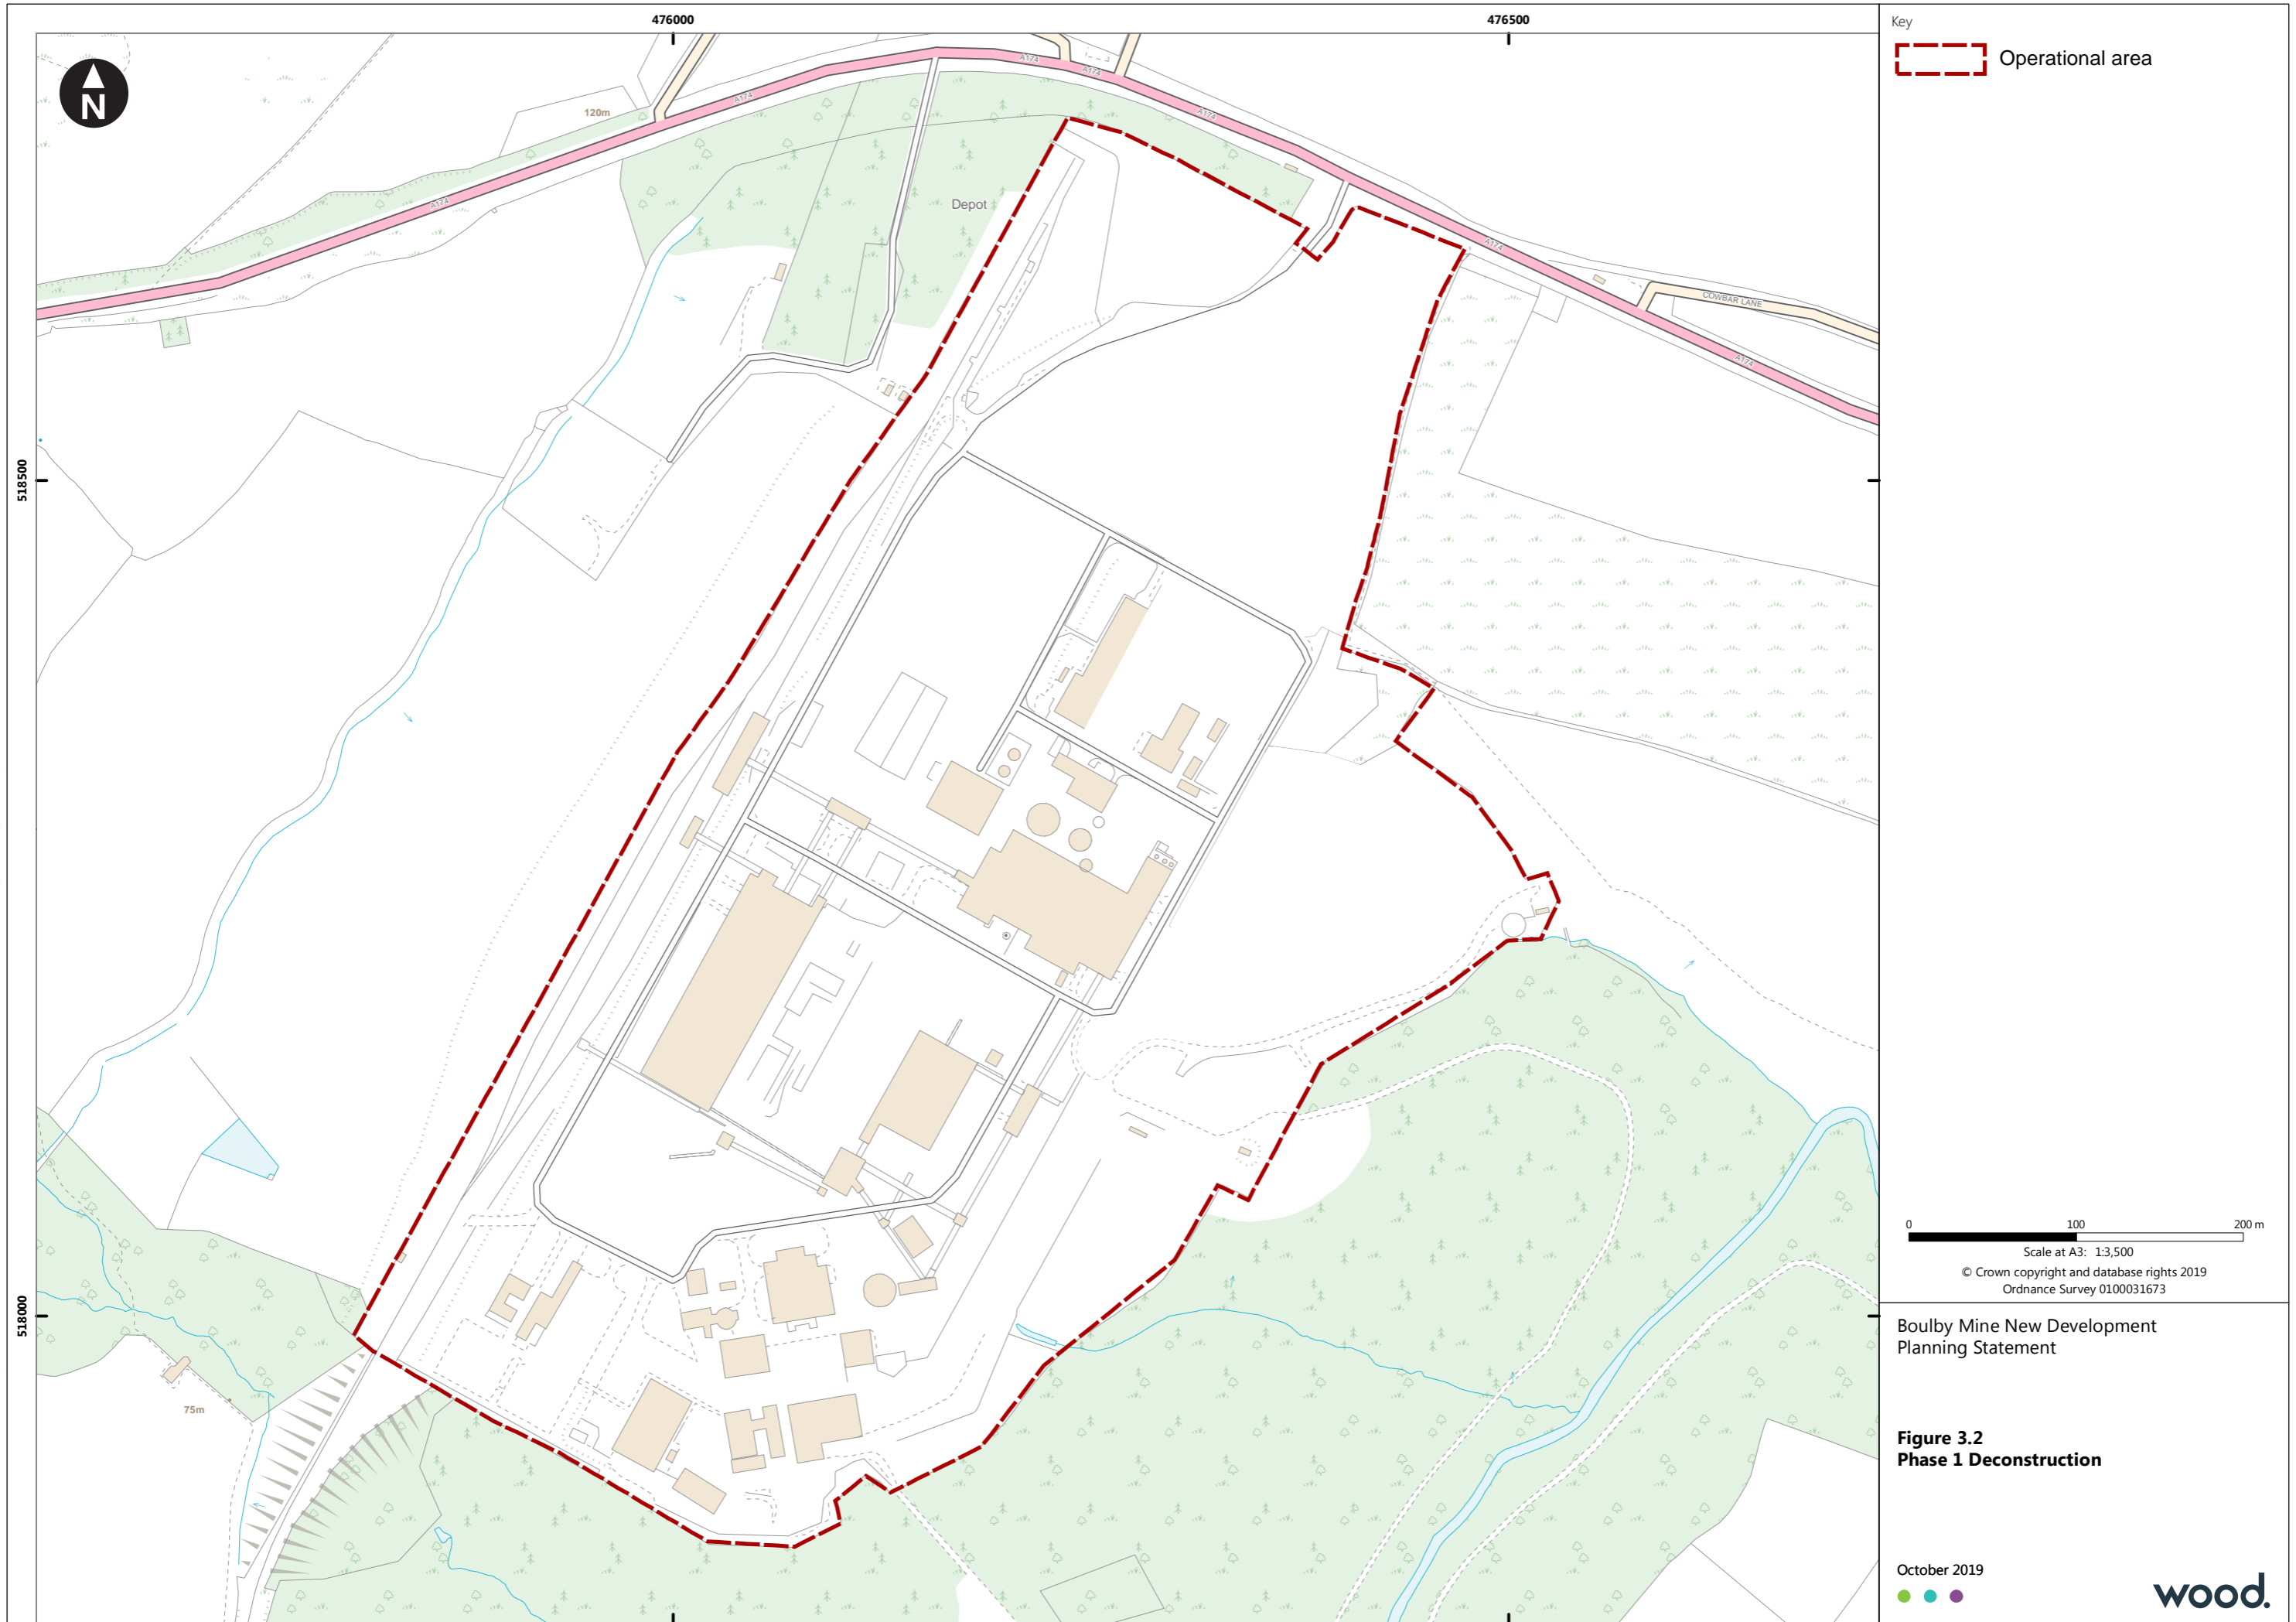 476000
476500
518500
518000
N
A174
A174
A174
A174
A174
A174
A174
COWBAR LANE
120m
Depot
75m
Key
Operational area
0 100 200 m
Scale at A3: 1:3,500
© Crown copyright and database rights 2019
Ordnance Survey 0100031673
Boulby Mine New Development
Planning Statement
Figure 3.2
Phase 1 Deconstruction
October 2019
wood.